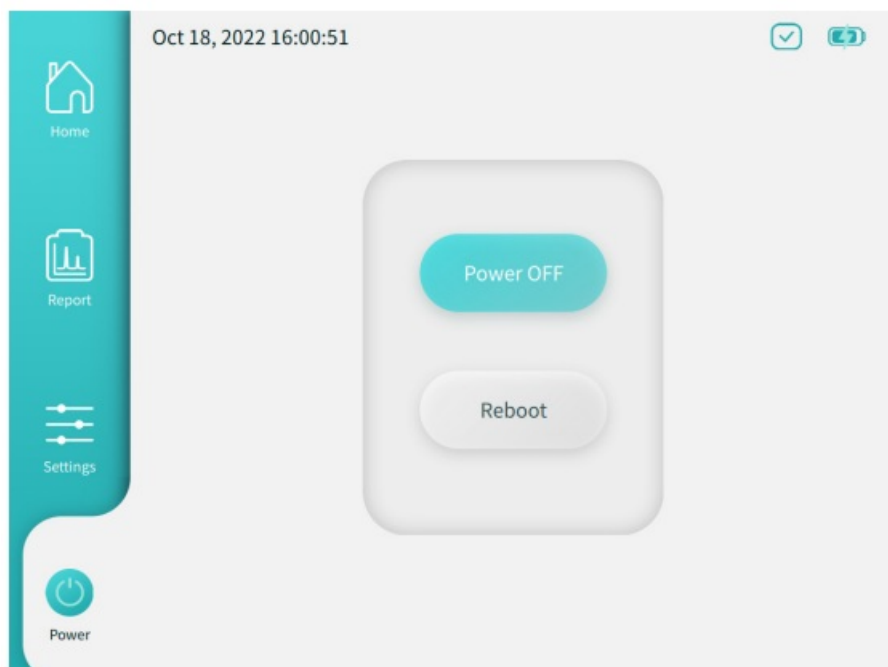 Oct 18, 2022 16:00:51
Home
Report
Settings
Power
Power OFF
Reboot